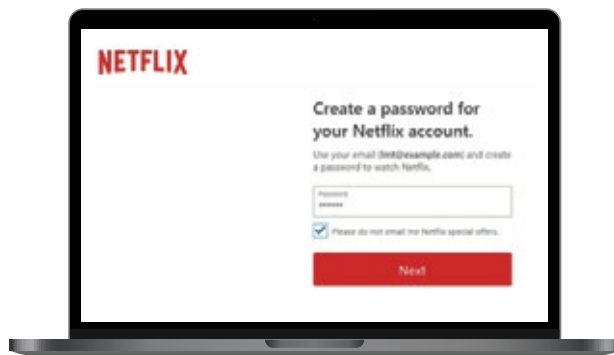 NETFLIX
Create a password for
your Netflix account.
Use your email (lmt@example.com) and create
a password to watch Netflix.
Password
•••••••
Please do not email me Netflix special offers.
Next